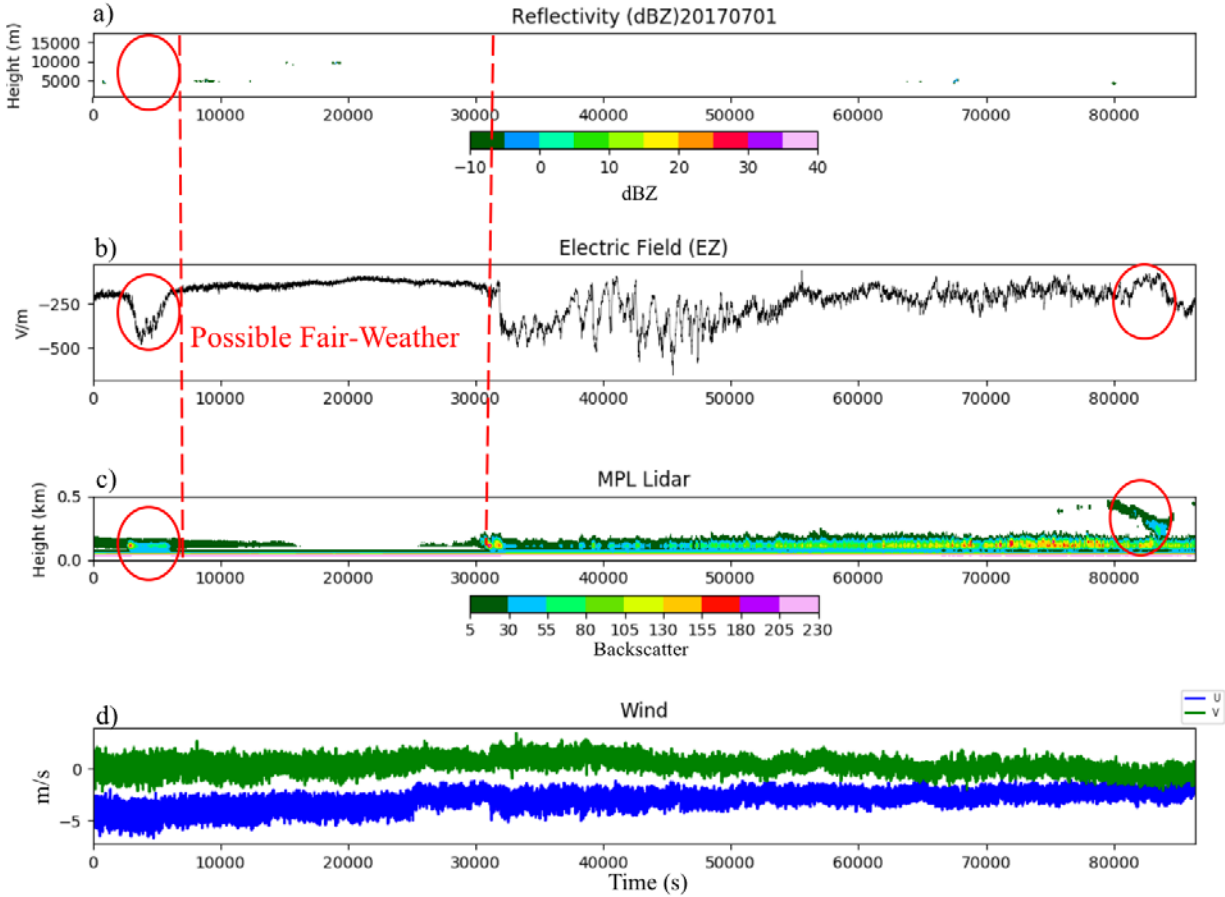 a)
Reflectivity (dBZ)20170701
Height (m)
15000
10000
5000
0 10000 20000 30000 40000 50000 60000 70000 80000
−10 0 10 20 30 40
dBZ
b)
Electric Field (EZ)
V/m
−250
−500
Possible Fair-Weather
0 10000 20000 30000 40000 50000 60000 70000 80000
c)
MPL Lidar
Height (km)
0.5
0.0
0 10000 20000 30000 40000 50000 60000 70000 80000
5 30 55 80 105 130 155 180 205 230
Backscatter
d)
Wind
U
V
m/s
0
−5
0 10000 20000 30000 40000 50000 60000 70000 80000
Time (s)